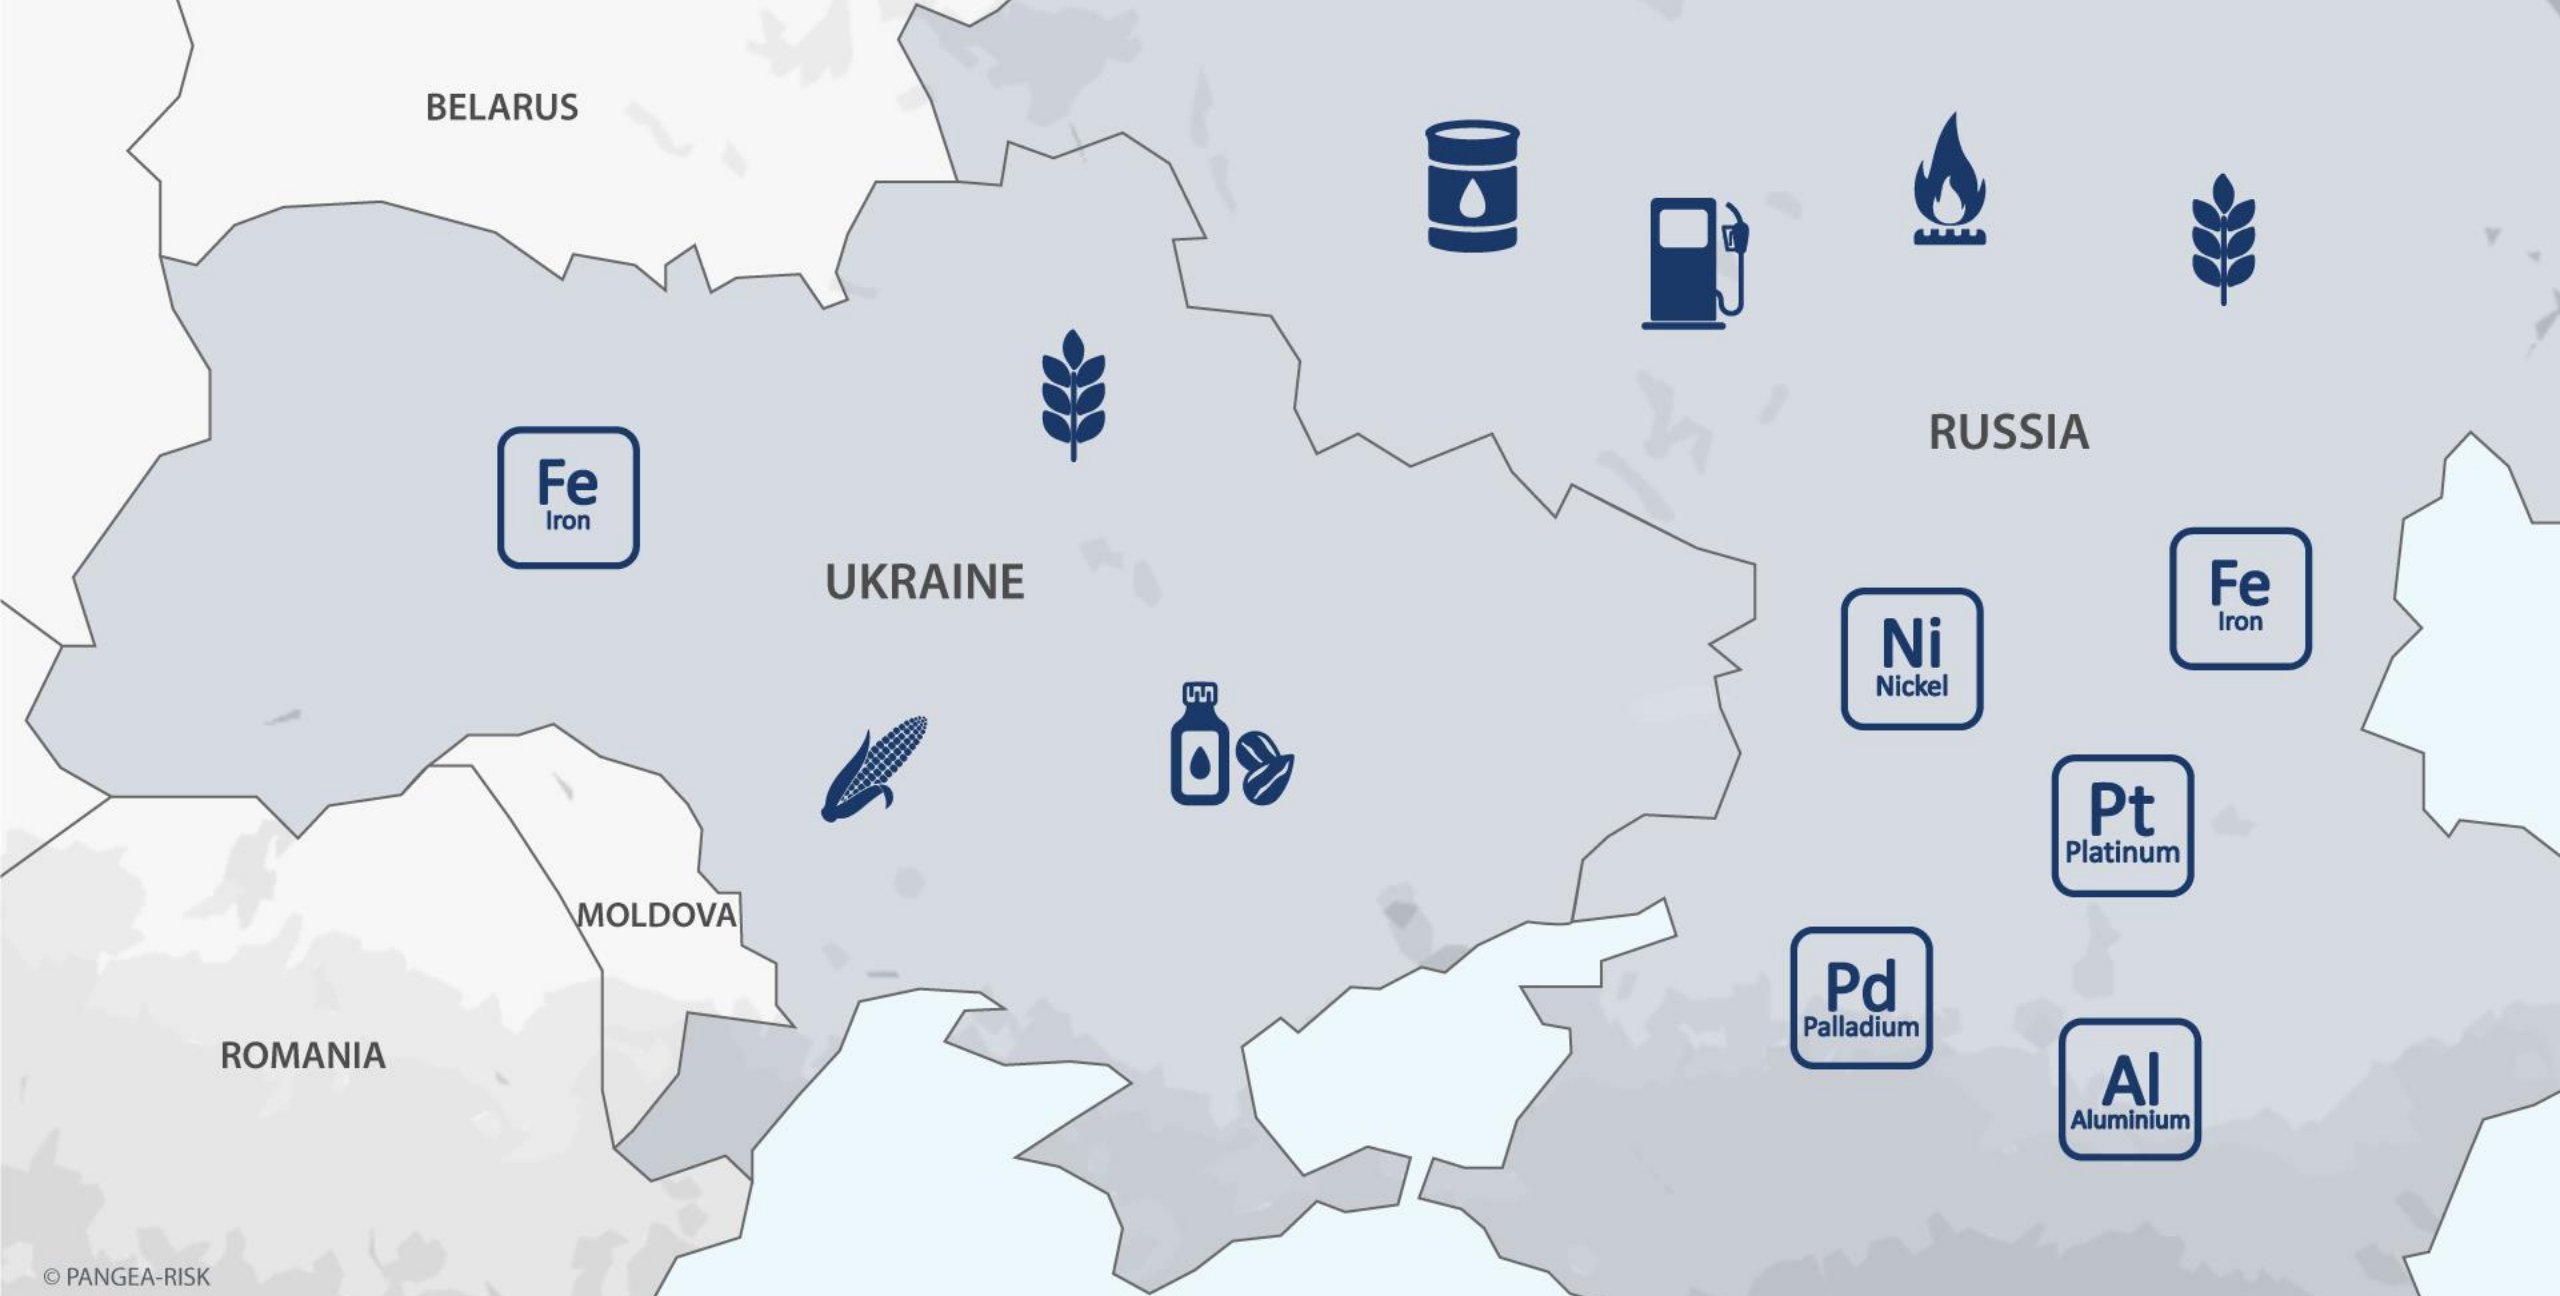 BELARUS
RUSSIA
Fe
Iron
UKRAINE
Fe
Iron
Ni
Nickel
Pt
Platinum
MOLDOVA
Pd
Palladium
ROMANIA
Al
Aluminium
© PANGEA-RISK